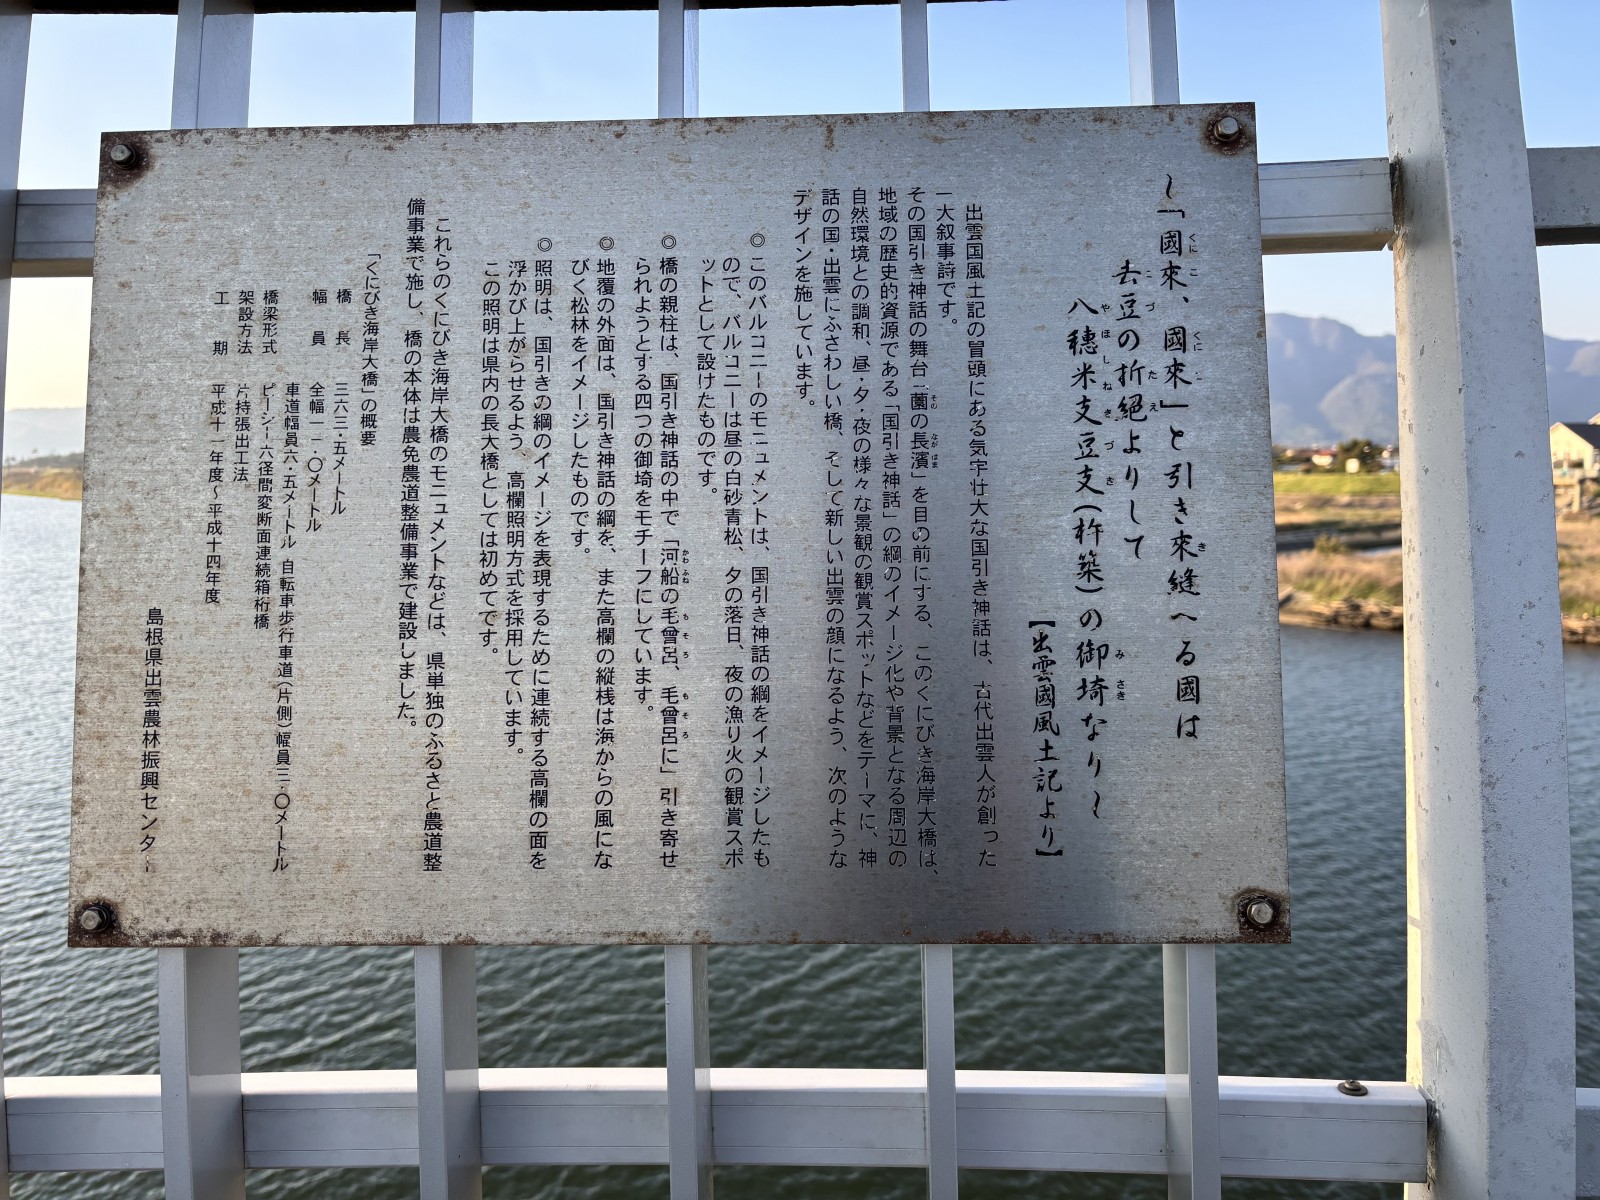 ～「國來、國來」と引き來縫へる国は
去豆の折絕よりして
八穗米支豆支(杵築)の御埼なり～
【出雲國風土記より】
出雲国風土記の冒頭にある気宇壮大な国引き神話は、古代出雲人が創った
一大叙事詩です。
その国引き神話の舞台「薗の長濱」を目の前にする、このくにびき海岸大橋は、
地域の歴史的資源である「国引き神話」の綱のイメージ化や背景となる周辺の
自然環境との調和、昼・夕・夜の様々な景観の観賞スポットなどをテーマに、神
話の国・出雲にふさわしい橋、そして新しい出雲の顔になるよう、次のような
デザインを施しています。
◎このバルコニーのモニュメントは、国引き神話の綱をイメージしたも
ので、バルコニーは昼の白砂青松、夕の落日、夜の漁り火の観賞スポ
ットとして設けたものです。
◎橋の親柱は、国引き神話の中で「河船の毛曾呂、毛曾呂に」引き寄せ
られようとする四つの御埼をモチーフにしています。
◎地覆の外面は、国引き神話の綱を、また高欄の縦桟は浜からの風にな
びく松林をイメージしたものです。
◎照明は、国引きの綱のイメージを表現するために連続する高欄の面を
浮かび上がらせるよう、高欄照明方式を採用しています。
この照明は県内の長大橋としては初めてです。
これらのくにびき海岸大橋のモニュメントなどは、県単独のふるさと農道整
備事業で施し、橋の本体は農免農道整備事業で建設しました。
「くにびき海岸大橋」の概要
橋長 三六三・五メートル
幅員 全幅一一・〇メートル
車道幅員六・五メートル 自転車歩行車道(片側)幅員三・〇メートル
橋梁形式 ピーシー六径間変断面連続箱桁橋
架設方法 片持張出工法
工期 平成十一年度～平成十四年度
島根県出雲農林振興センター